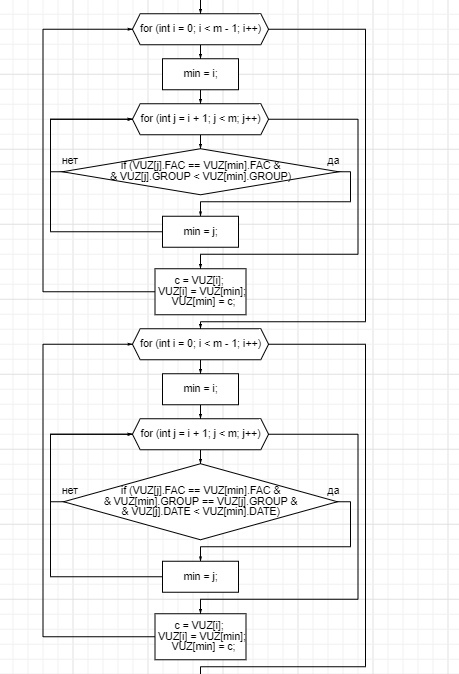 for (int i = 0; i < m - 1; i++)
min = i;
for (int j = i + 1; j < m; j++)
нет
да
if (VUZ[j].FAC == VUZ[min].FAC &
& VUZ[j].GROUP < VUZ[min].GROUP)
min = j;
c = VUZ[i];
VUZ[i] = VUZ[min];
VUZ[min] = c;
for (int i = 0; i < m - 1; i++)
min = i;
for (int j = i + 1; j < m; j++)
нет
да
if (VUZ[j].FAC == VUZ[min].FAC &
& VUZ[min].GROUP == VUZ[j].GROUP &
& VUZ[j].DATE < VUZ[min].DATE)
min = j;
c = VUZ[i];
VUZ[i] = VUZ[min];
VUZ[min] = c;